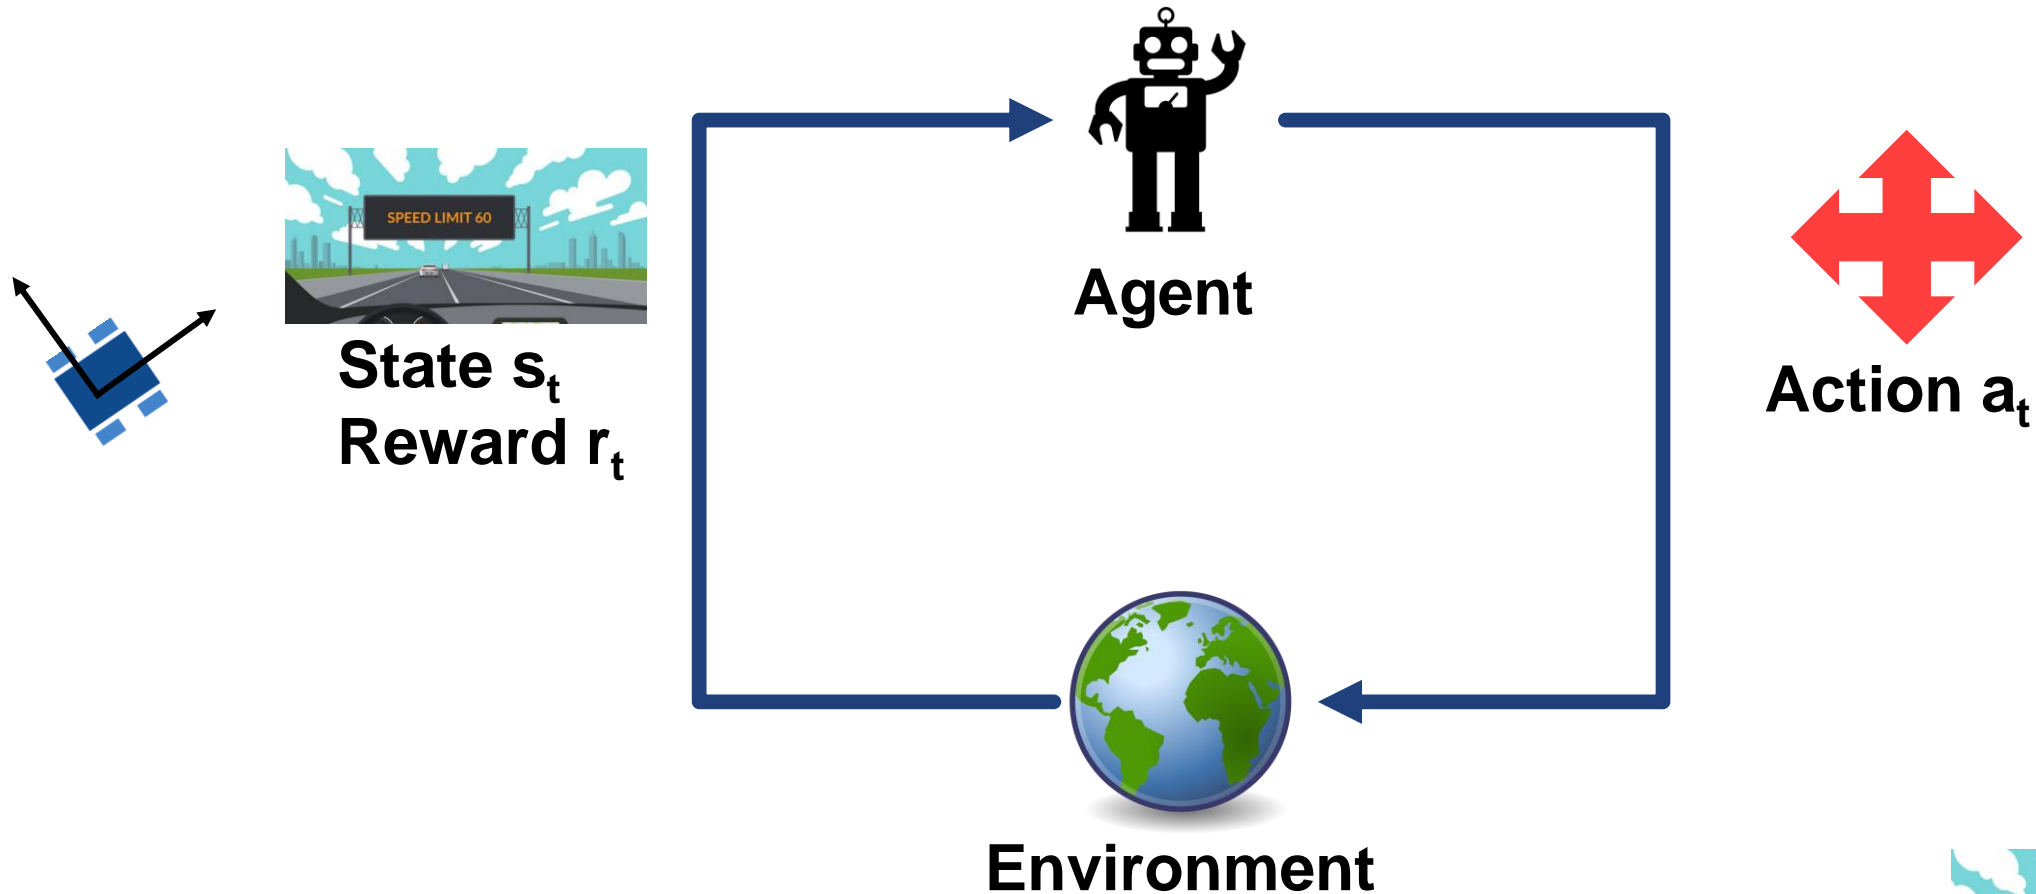 SPEED LIMIT 60
Agent
State sₜ
Reward rₜ
Action aₜ
Environment